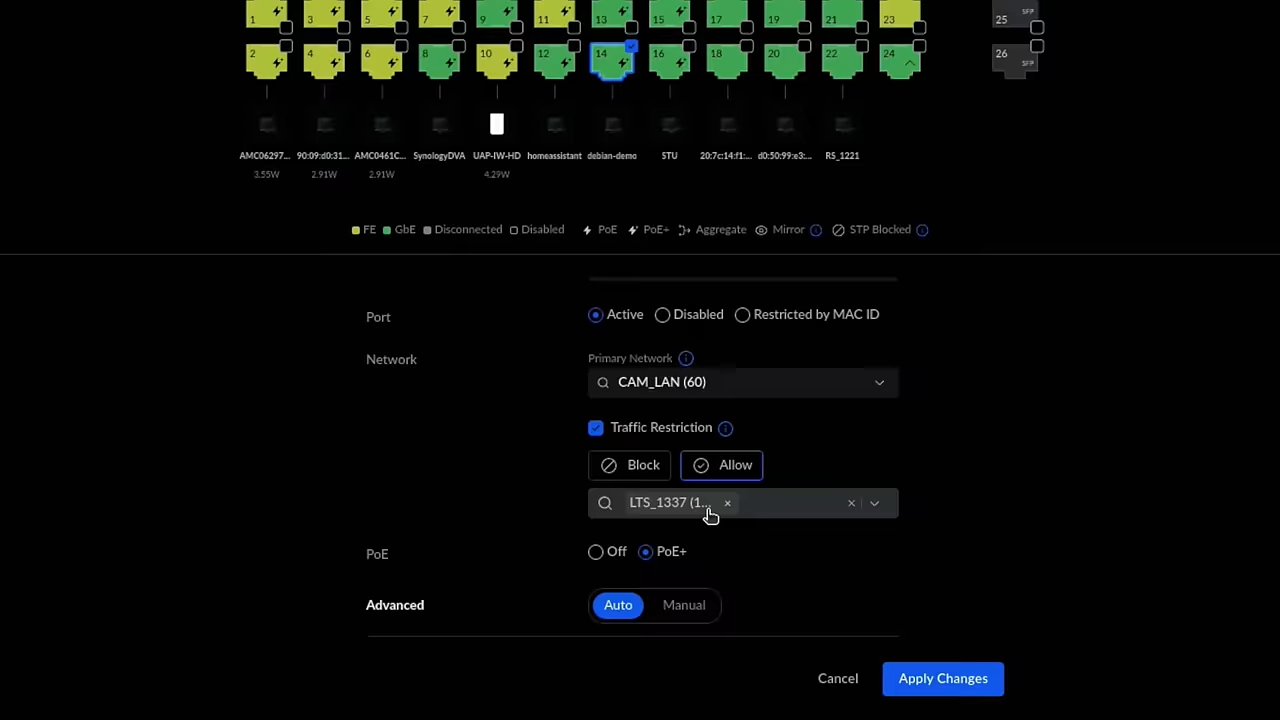 1 3 5 7 9 11 13 15 17 19 21 23 25 SFP
2 4 6 8 10 12 14 16 18 20 22 24 26 SFP
AMC06297... 90:09:d0:31... AMC0461C... SynologyDVA UAP-IW-HD homeassistant debian-demo STU 20:7c:14:f1:... d0:50:99:e3:... RS_1221
3.55W 2.91W 2.91W 4.29W
FE GbE Disconnected Disabled PoE PoE+ Aggregate Mirror STP Blocked
Port Active Disabled Restricted by MAC ID
Network Primary Network
CAM_LAN (60)
Traffic Restriction
Block Allow
LTS_1337 (1...
PoE Off PoE+
Advanced Auto Manual
Cancel Apply Changes